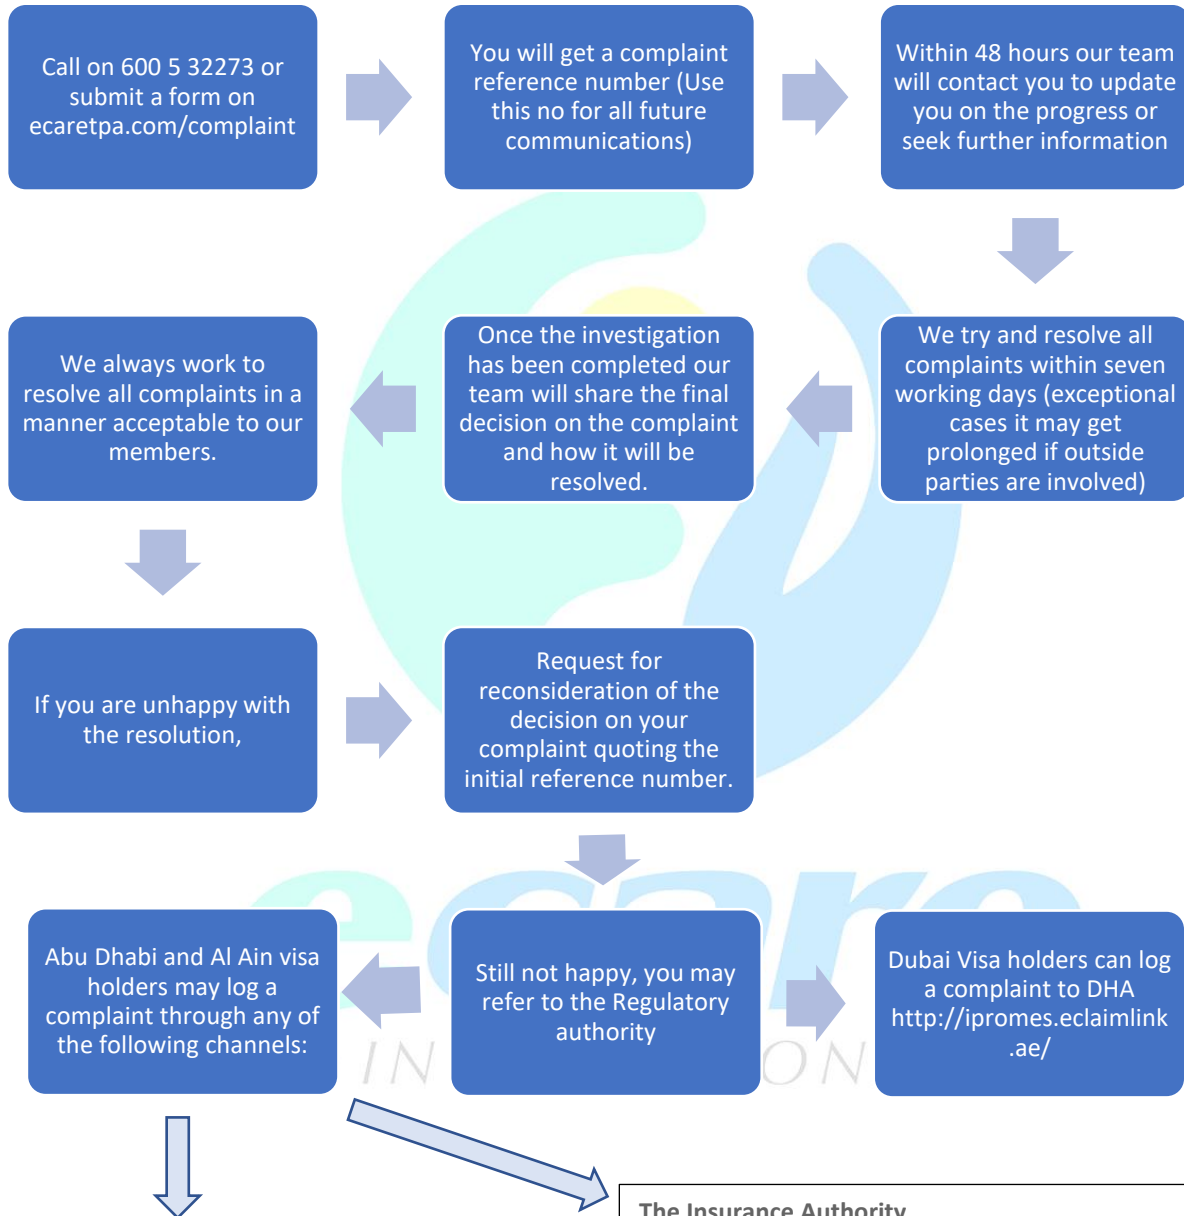 Call on 600 5 32273 or
submit a form on
ecaretpa.com/complaint
You will get a complaint
reference number (Use
this no for all future
communications)
Within 48 hours our team
will contact you to update
you on the progress or
seek further information
We try and resolve all
complaints within seven
working days (exceptional
cases it may get
prolonged if outside
parties are involved)
Once the investigation
has been completed our
team will share the final
decision on the complaint
and how it will be
resolved.
We always work to
resolve all complaints in a
manner acceptable to our
members.
If you are unhappy with
the resolution,
Request for
reconsideration of the
decision on your
complaint quoting the
initial reference number.
Still not happy, you may
refer to the Regulatory
authority
Abu Dhabi and Al Ain visa
holders may log a
complaint through any of
the following channels:
Dubai Visa holders can log
a complaint to DHA
http://ipromes.eclaimlink
.ae/
ecare
The Insurance Authority